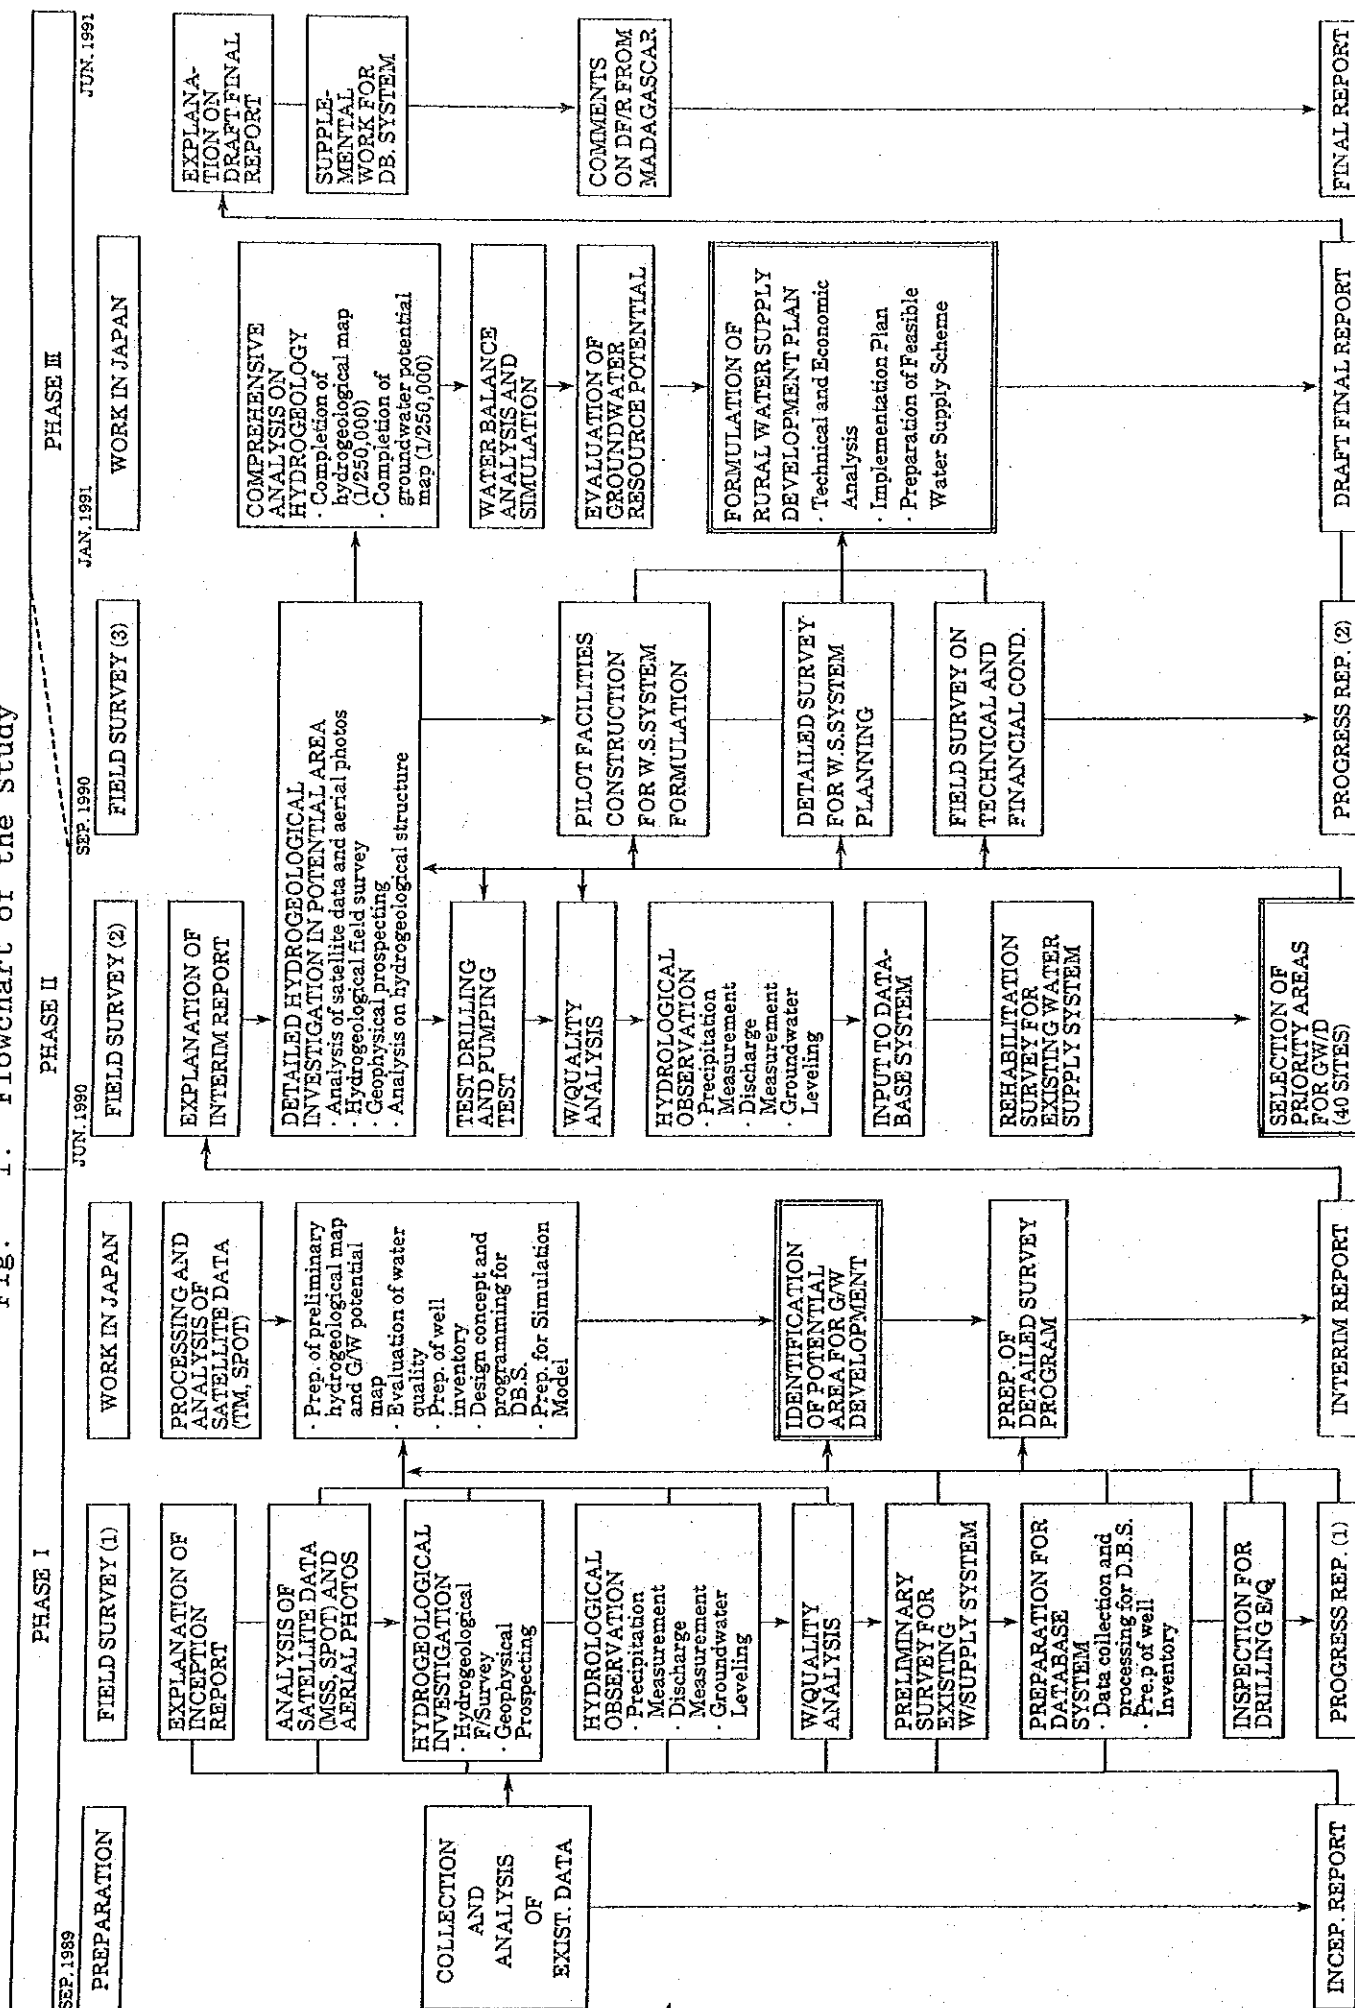 Fig. 1. Flowchart of the study
PHASE I
PHASE II
PHASE III
SEP. 1989
JUN. 1990
SEP. 1990
JAN. 1991
JUN. 1991
PREPARATION
FIELD SURVEY (1)
WORK IN JAPAN
FIELD SURVEY (2)
FIELD SURVEY (3)
WORK IN JAPAN
COLLECTION
AND
ANALYSIS
OF
EXIST. DATA
INCEP. REPORT
EXPLANATION OF
INCEPTION
REPORT
ANALYSIS OF
SATELLITE DATA
(MSS, SPOT) AND
AERIAL PHOTOS
HYDROGEOLOGICAL
INVESTIGATION
· Hydrogeological
F/Survey
· Geophysical
Prospecting
HYDROLOGICAL
OBSERVATION
· Precipitation
Measurement
· Discharge
Measurement
· Groundwater
Leveling
W/QUALITY
ANALYSIS
PRELIMINARY
SURVEY FOR
EXISTING
W/SUPPLY SYSTEM
PREPARATION FOR
DATABASE
SYSTEM
· Data collection and
processing for D.B.S.
· Pre.p of well
Inventory
INSPECTION FOR
DRILLING E/Q
PROGRESS REP. (1)
PROCESSING AND
ANALYSIS OF
SATELLITE DATA
(TM, SPOT)
· Prep. of preliminary
hydrogeological map
and G/W potential
map
· Evaluation of water
quality
· Prep. of well
inventory
· Design concept and
programming for
D.B.S.
· Prep. for Simulation
Model
IDENTIFICATION
OF POTENTIAL
AREA FOR G/W
DEVELOPMENT
PREP. OF
DETAILED SURVEY
PROGRAM
INTERIM REPORT
EXPLANATION OF
INTERIM REPORT
DETAILED HYDROGEOLOGICAL
INVESTIGATION IN POTENTIAL AREA
· Analysis of satellite data and aerial photos
· Hydrogeological field survey
· Geophysical prospecting
· Analysis on hydrogeological structure
TEST DRILLING
AND PUMPING
TEST
W/QUALITY
ANALYSIS
HYDROLOGICAL
OBSERVATION
· Precipitation
Measurement
· Discharge
Measurement
· Groundwater
Leveling
INPUT TO DATA-
BASE SYSTEM
REHABILITATION
SURVEY FOR
EXISTING WATER
SUPPLY SYSTEM
SELECTION OF
PRIORITY AREAS
FOR GW/D
(40 SITES)
PILOT FACILITIES
CONSTRUCTION
FOR W.S.SYSTEM
FORMULATION
DETAILED SURVEY
FOR W.S.SYSTEM
PLANNING
FIELD SURVEY ON
TECHNICAL AND
FINANCIAL COND.
PROGRESS REP. (2)
COMPREHENSIVE
ANALYSIS ON
HYDROGEOLOGY
· Completion of
hydrogeological map
(1/250,000)
· Completion of
groundwater potential
map (1/250,000)
WATER BALANCE
ANALYSIS AND
SIMULATION
EVALUATION OF
GROUNDWATER
RESOURCE POTENTIAL
FORMULATION OF
RURAL WATER SUPPLY
DEVELOPMENT PLAN
· Technical and Economic
Analysis
· Implementation Plan
· Preparation of Feasible
Water Supply Scheme
DRAFT FINAL REPORT
EXPLANA-
TION ON
DRAFT FINAL
REPORT
SUPPLE-
MENTAL
WORK FOR
DB. SYSTEM
COMMENTS
ON DF/R FROM
MADAGASCAR
FINAL REPORT